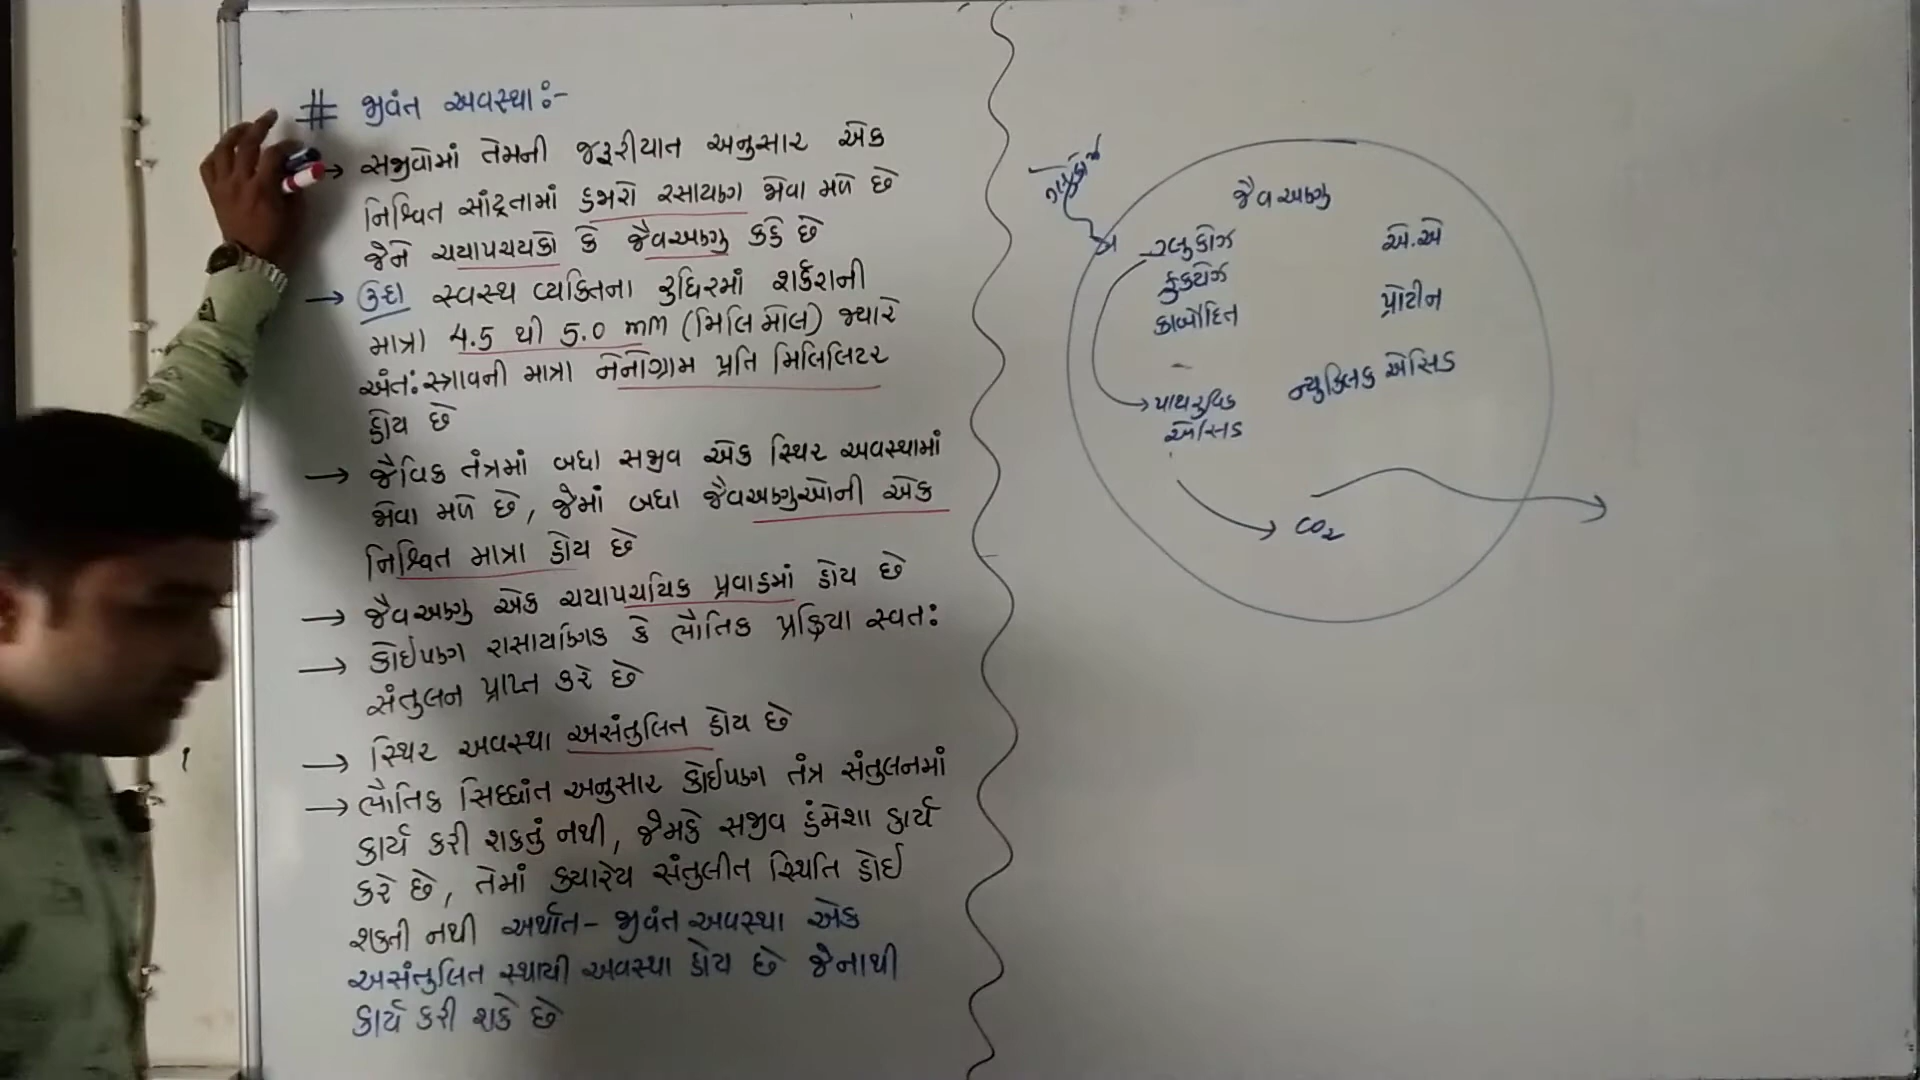 # જીવંત અવસ્થા :-
→ સજીવોમાં તેમની જરૂરીયાત અનુસાર એક
નિશ્વિત સાંદ્રતામાં હજારો રસાયણ જોવા મળે છે
જેને ચયાપચયકો કે જૈવઅણુ કહે છે
→ ઉદા સ્વસ્થ વ્યક્તિના રુધિરમાં શર્કરાની
માત્રા 4.5 થી 5.0 mm (મિલિમોલ) જ્યારે
અંત: સ્ત્રાવની માત્રા નેનોગ્રામ પ્રતિ મિલિલિટર
હોય છે
→ જૈવિક તંત્રમાં બધા સજીવ એક સ્થિર અવસ્થામાં
જોવા મળે છે, જેમાં બધા જૈવઅણુઓની એક
નિશ્વિત માત્રા હોય છે
→ જૈવઅણુ એક ચયાપચયિક પ્રવાહમાં હોય છે
→ કોઈપણ રાસાયણિક કે ભૌતિક પ્રક્રિયા સ્વત:
સંતુલન પ્રાપ્ત કરે છે
→ સ્થિર અવસ્થા અસંતુલિત હોય છે
→ ભૌતિક સિધ્ધાંત અનુસાર કોઈપણ તંત્ર સંતુલનમાં
કાર્ય કરી શકતું નથી, જેમકે સજીવ હંમેશા કાર્ય
કરે છે, તેમાં ક્યારેય સંતુલીત સ્થિતિ હોઈ
શકતી નથી અર્થાત- જીવંત અવસ્થા એક
અસંતુલિત સ્થાયી અવસ્થા હોય છે જેનાથી
કાર્ય કરી શકે છે
જૈવઅણુ
ગ્લુકોઝ
ગ્લુકોઝ
એ.એ
ફ્રુક્ટોઝ
કાર્બોદિત
પ્રોટીન
ન્યુક્લિક એસિડ
પાયરુવિક
એસિડ
CO₂